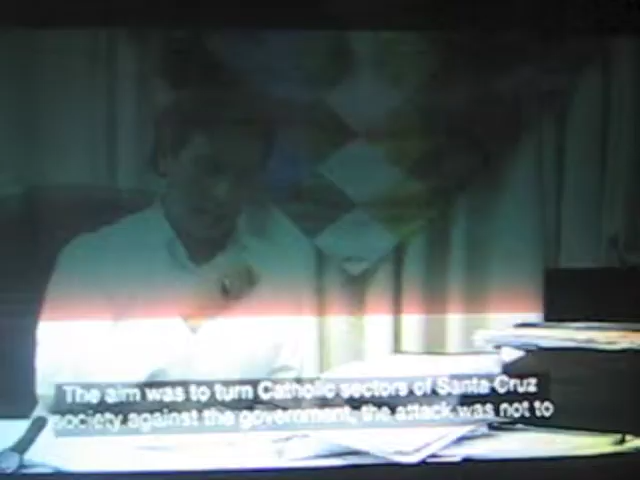 The aim was to turn Catholic sectors of Santa Cruz
society against the government, the attack was not to